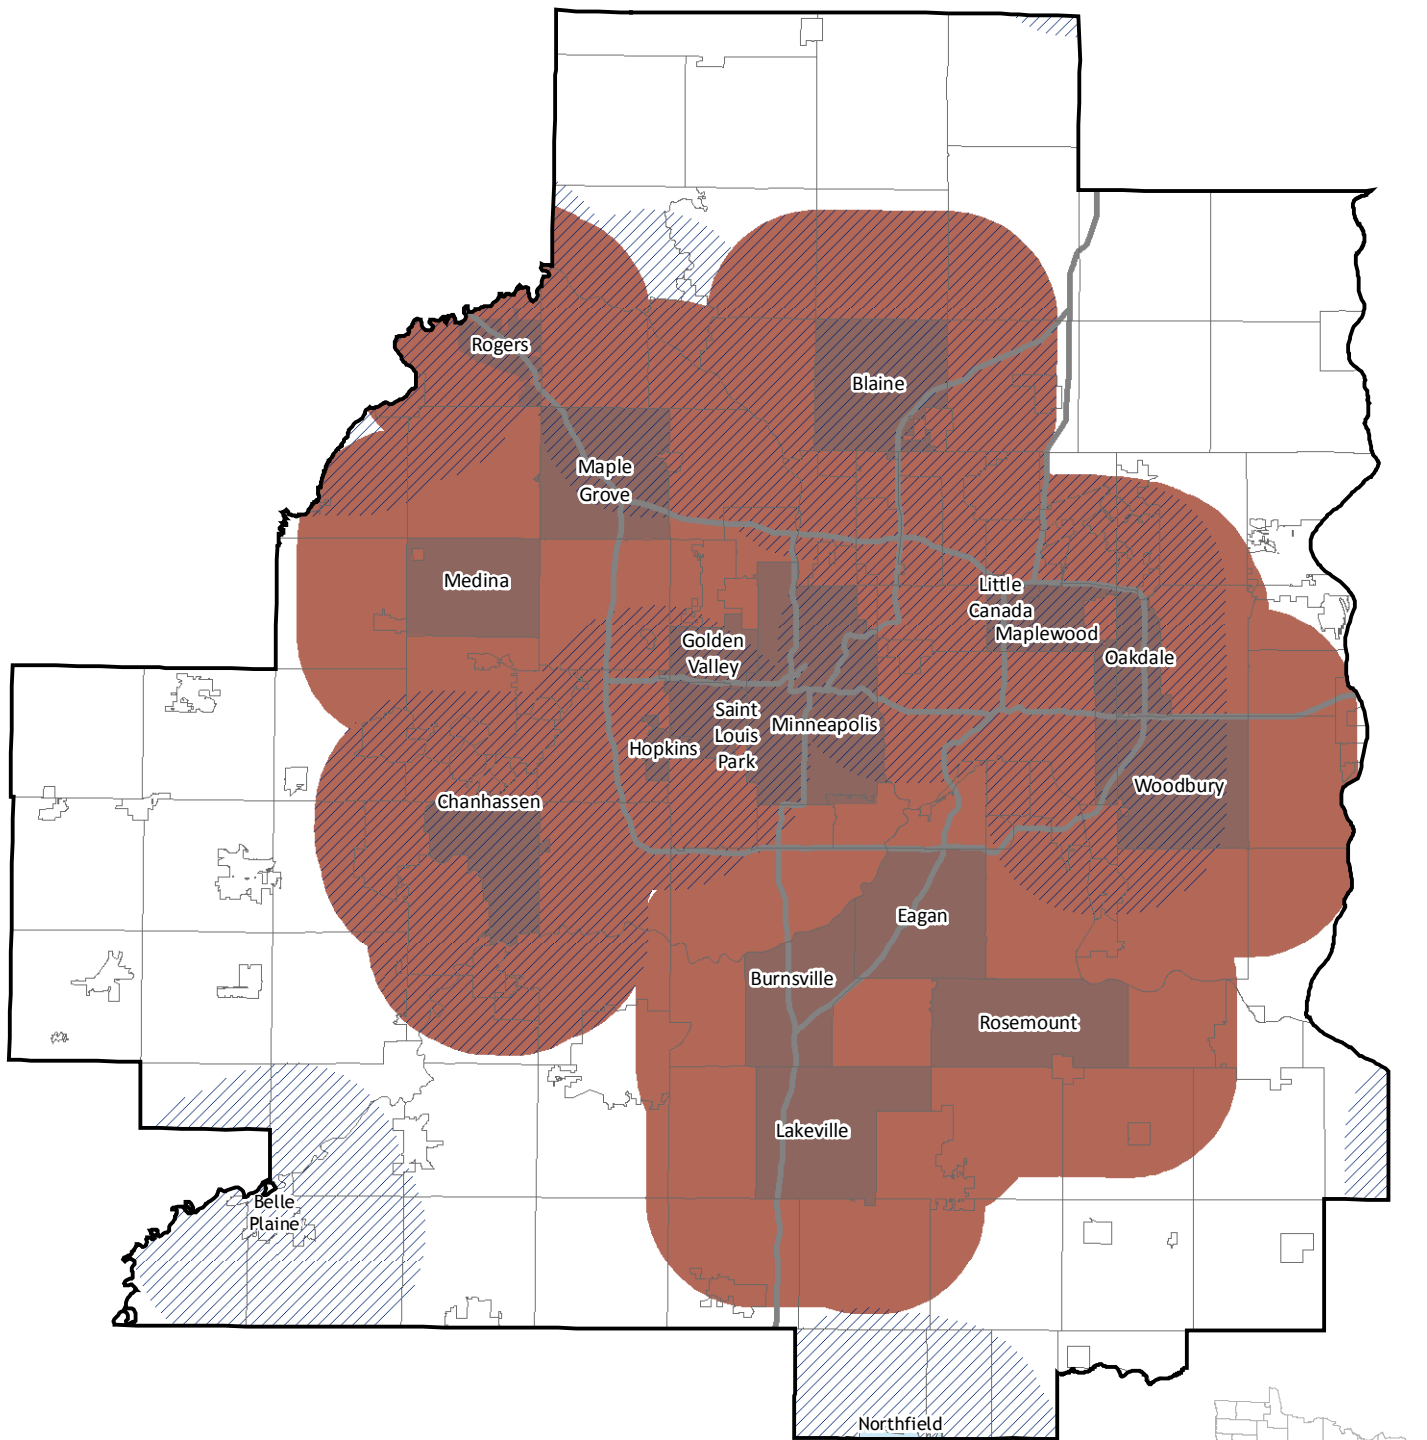 Rogers
Blaine
Maple
Grove
Medina
Little
Canada
Maplewood
Golden
Valley
Oakdale
Saint
Louis
Park
Minneapolis
Hopkins
Woodbury
Chanhassen
Eagan
Burnsville
Rosemount
Lakeville
Belle
Plaine
Northfield